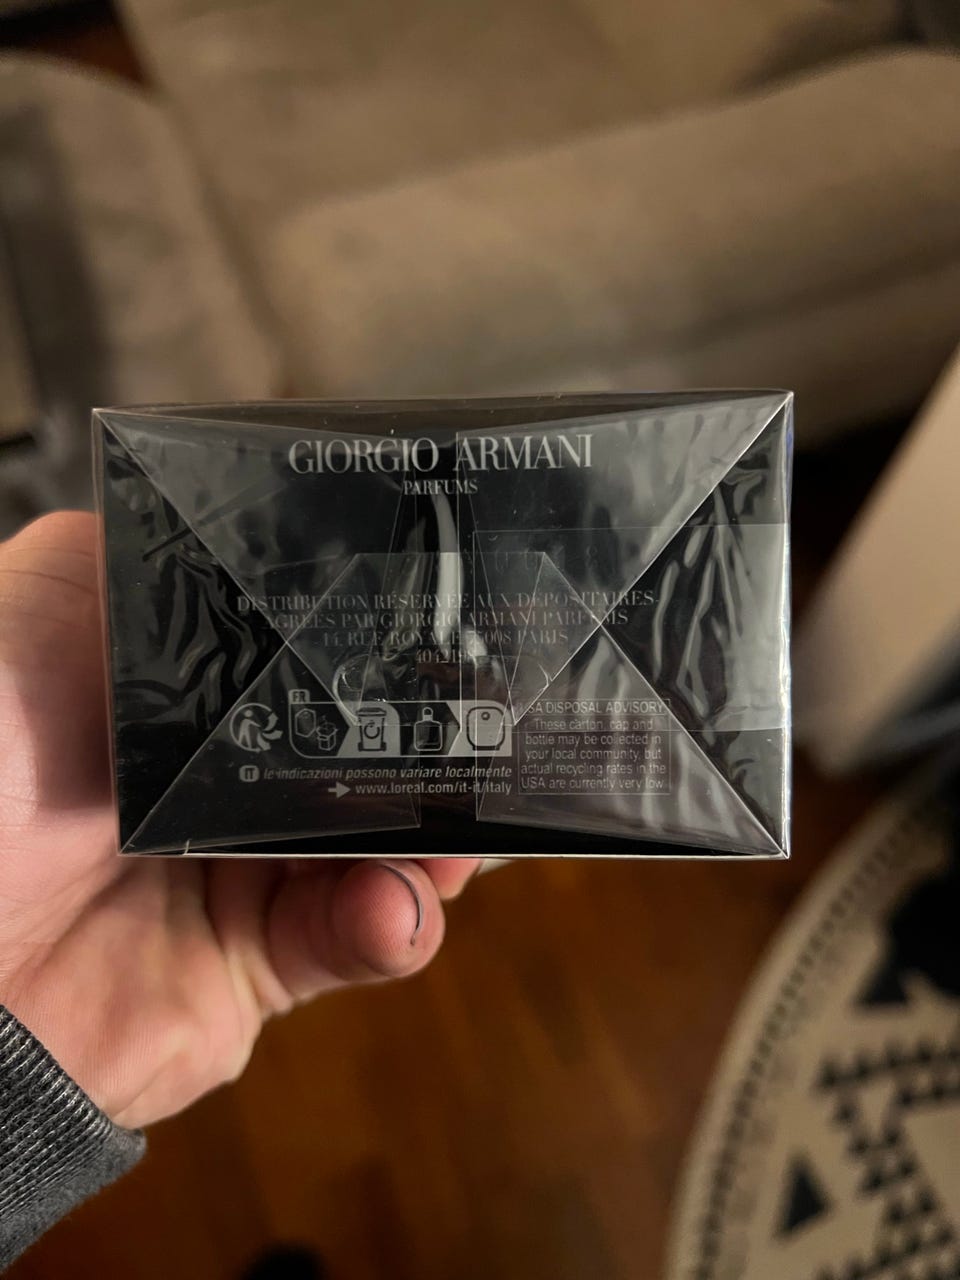 GIORGIO ARMANI
PARFUMS
DISTRIBUTION RÉSERVÉE AUX DÉPOSITAIRES-
AGRÉÉS PAR GIORGIO ARMANI PARFUMS
14, RUE ROYALE 75008 PARIS
FR
IT le indicazioni possono variare localmente
www.loreal.com/it-it/italy
USA DISPOSAL ADVISORY
These carton, cap and
bottle may be collected in
your local community, but
actual recycling rates in the
USA are currently very low.